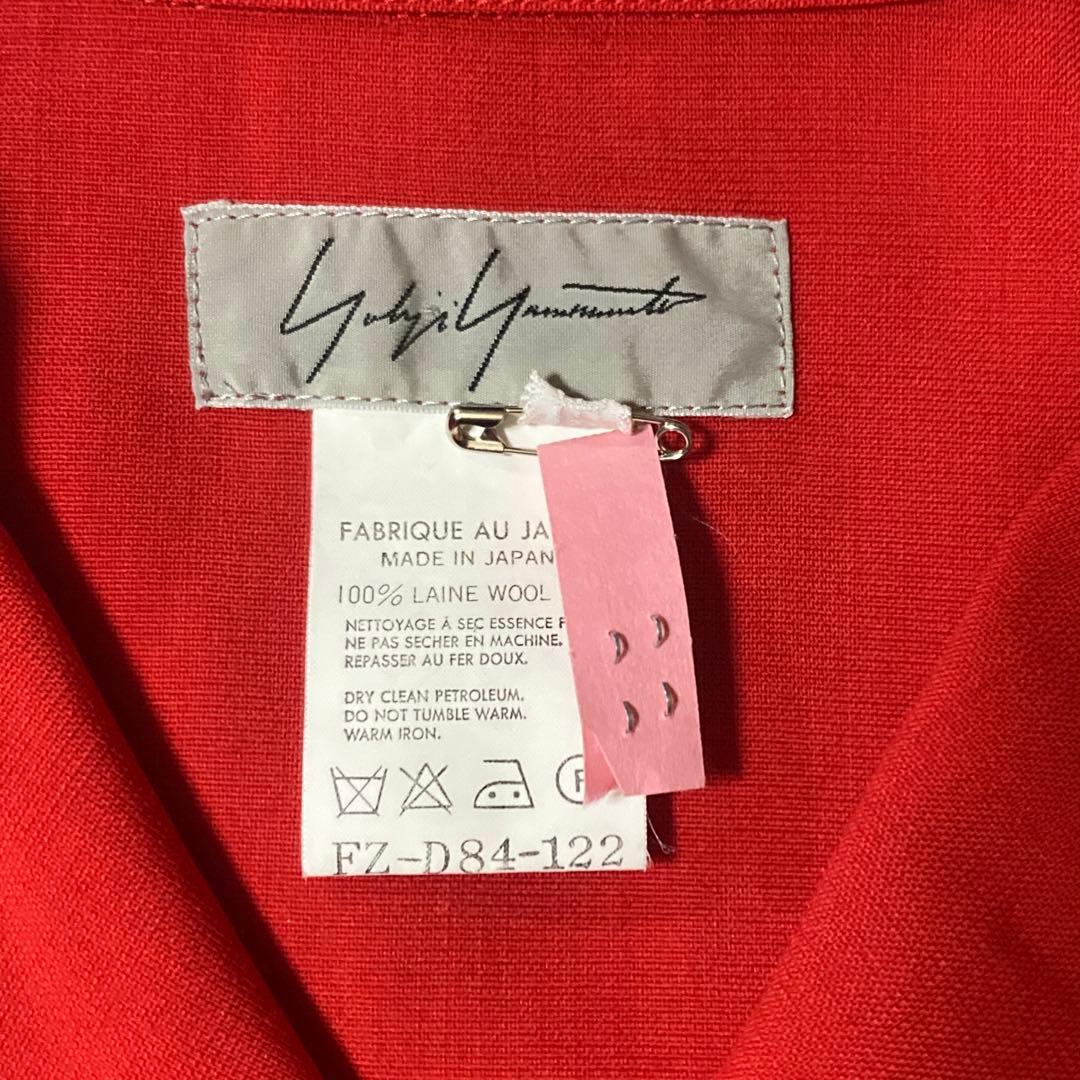 Yohji Yamamoto
FABRIQUE AU JA
MADE IN JAPAN
100% LAINE WOOL
NETTOYAGE À SEC ESSENCE
NE PAS SECHER EN MACHINE.
REPASSER AU FER DOUX.
DRY CLEAN PETROLEUM.
DO NOT TUMBLE WARM.
WARM IRON.
F
FZ-D84-122